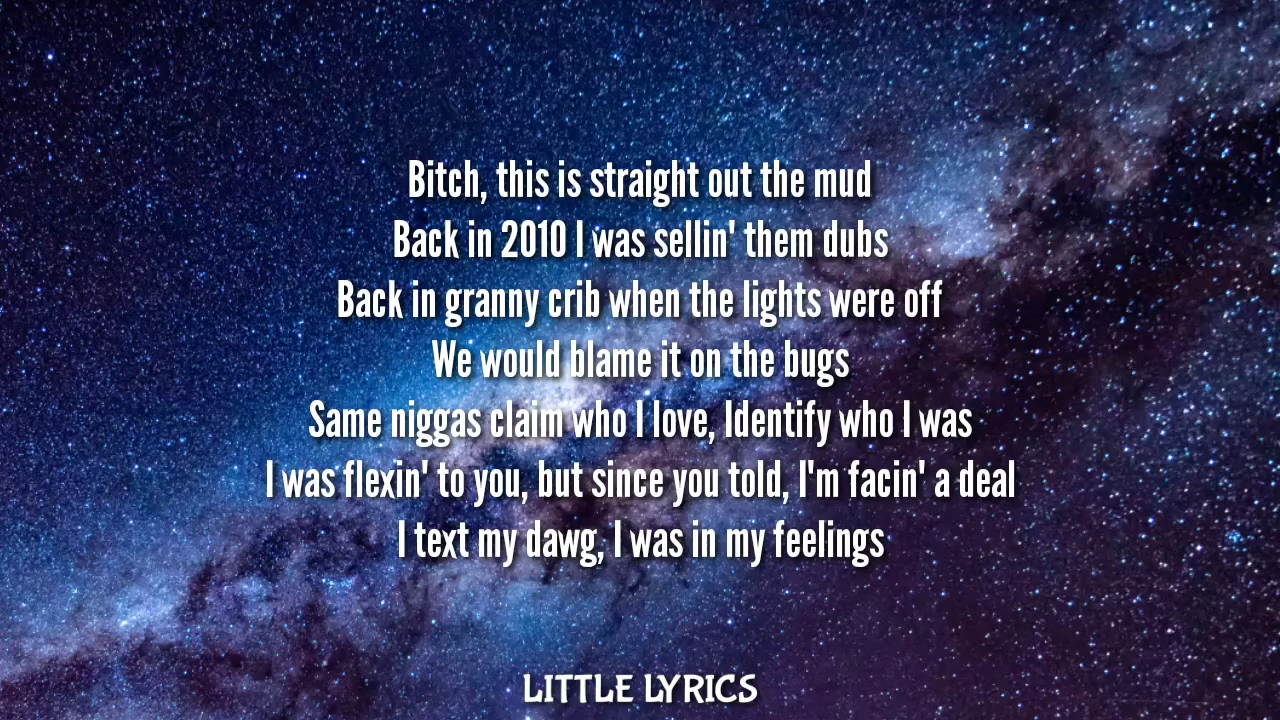 Bitch, this is straight out the mud
Back in 2010 I was sellin' them dubs
Back in granny crib when the lights were off
We would blame it on the bugs
Same niggas claim who I love, Identify who I was
I was flexin' to you, but since you told, I'm facin' a deal
I text my dawg, I was in my feelings
LITTLE LYRICS